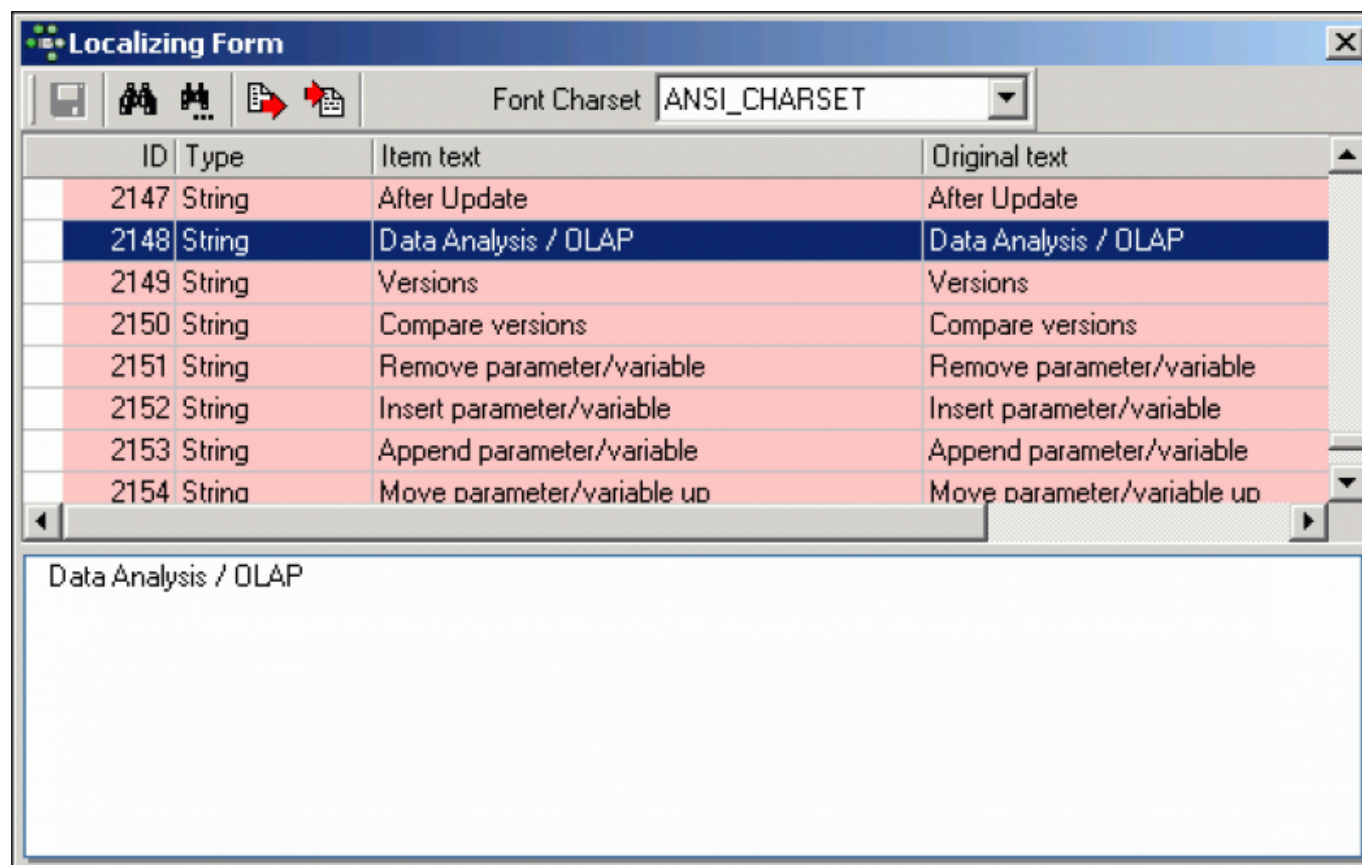 Localizing Form
Font Charset ANSI_CHARSET
ID Type Item text Original text
2147 String After Update After Update
2148 String Data Analysis / OLAP Data Analysis / OLAP
2149 String Versions Versions
2150 String Compare versions Compare versions
2151 String Remove parameter/variable Remove parameter/variable
2152 String Insert parameter/variable Insert parameter/variable
2153 String Append parameter/variable Append parameter/variable
2154 String Move parameter/variable up Move parameter/variable up
Data Analysis / OLAP